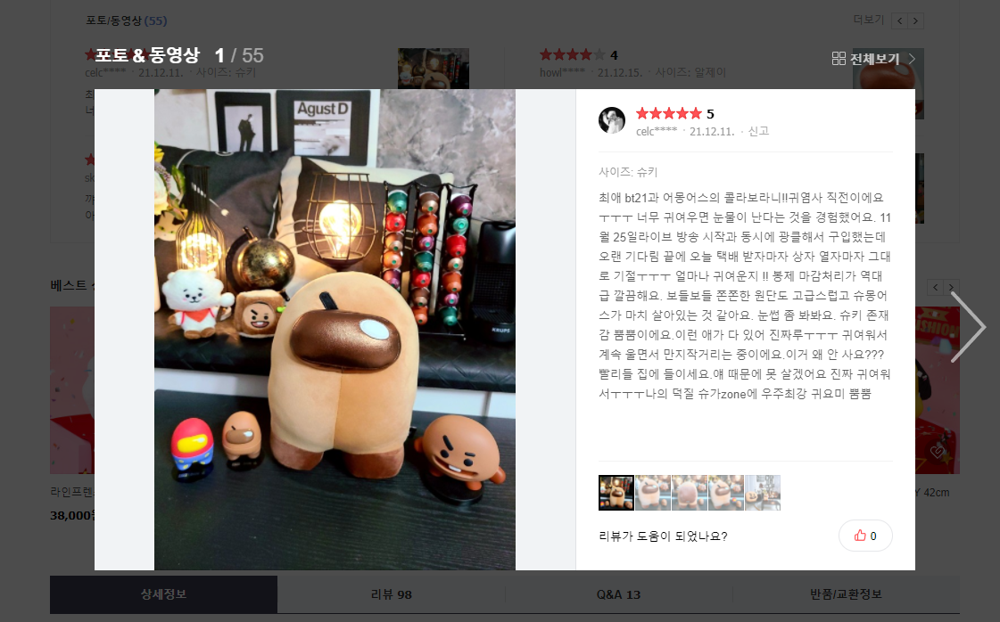 포토/동영상 (55)
더보기
포토 & 동영상 1 / 55
전체보기
celc**** · 21.12.11. · 사이즈: 슈키
4
howl**** · 21.12.15. · 사이즈: 알제이
Agust D
KRUPS
5
celc**** · 21.12.11. · 신고
사이즈: 슈키
최애 bt21과 어몽어스의 콜라보라니!!귀염사 직전이에요
ㅜㅜㅜ 너무 귀여우면 눈물이 난다는 것을 경험했어요. 11
월 25일라이브 방송 시작과 동시에 광클해서 구입했는데
오랜 기다림 끝에 오늘 택배 받자마자 상자 열자마자 그대
로 기절ㅜㅜㅜ 얼마나 귀여운지 !! 봉제 마감처리가 역대
급 깔끔해요. 보들보들 쫀쫀한 원단도 고급스럽고 슈몽어
스가 마치 살아있는 것 같아요. 눈썹 좀 봐봐요. 슈키 존재
감 뿜뿜이에요.이런 애가 다 있어 진짜루ㅜㅜㅜ 귀여워서
계속 울면서 만지작거리는 중이에요.이거 왜 안 사요???
빨리들 집에 들이세요.얘 때문에 못 살겠어요 진짜 귀여워
서ㅜㅜㅜ나의 덕질 슈가zone에 우주최강 귀요미 뿜뿜
베스트
라인프렌
38,000원
Y 42cm
리뷰가 도움이 되었나요?
0
상세정보
리뷰 98
Q&A 13
반품/교환정보